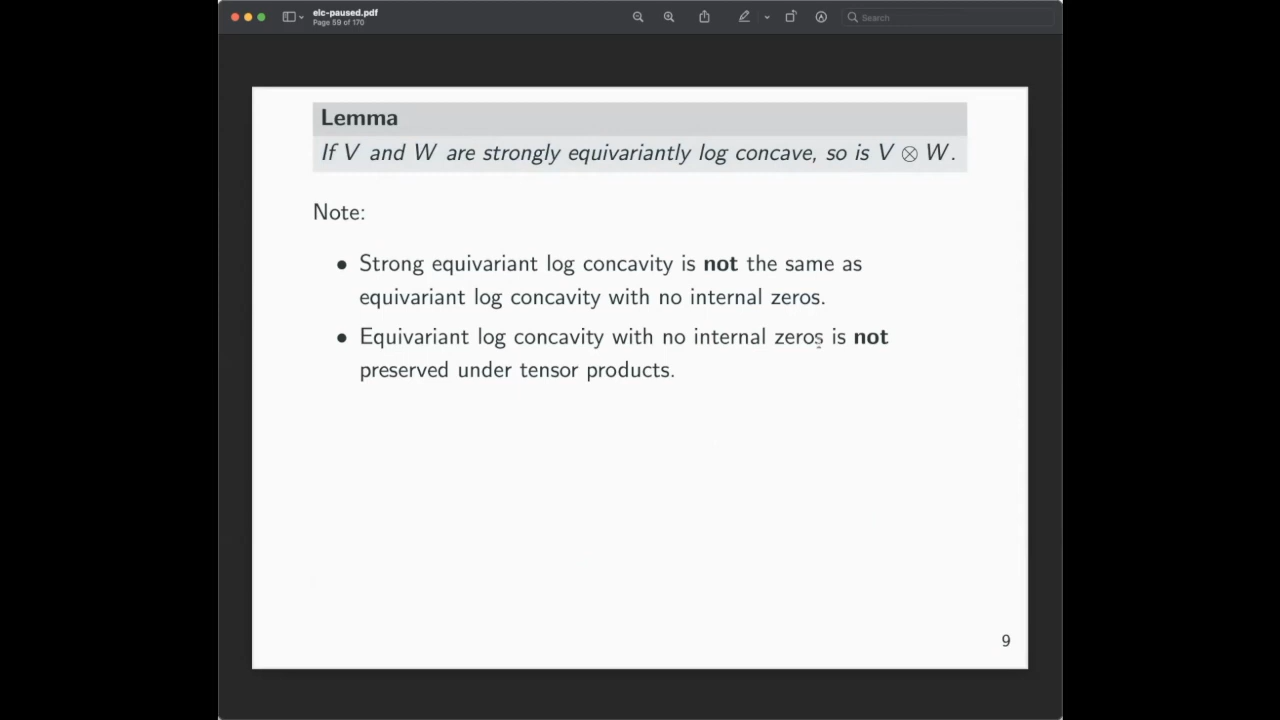 elc-paused.pdf
Page 59 of 170
Search
Lemma
If V and W are strongly equivariantly log concave, so is V ⊗ W.
Note:
• Strong equivariant log concavity is not the same as
equivariant log concavity with no internal zeros.
• Equivariant log concavity with no internal zeros is not
preserved under tensor products.
9